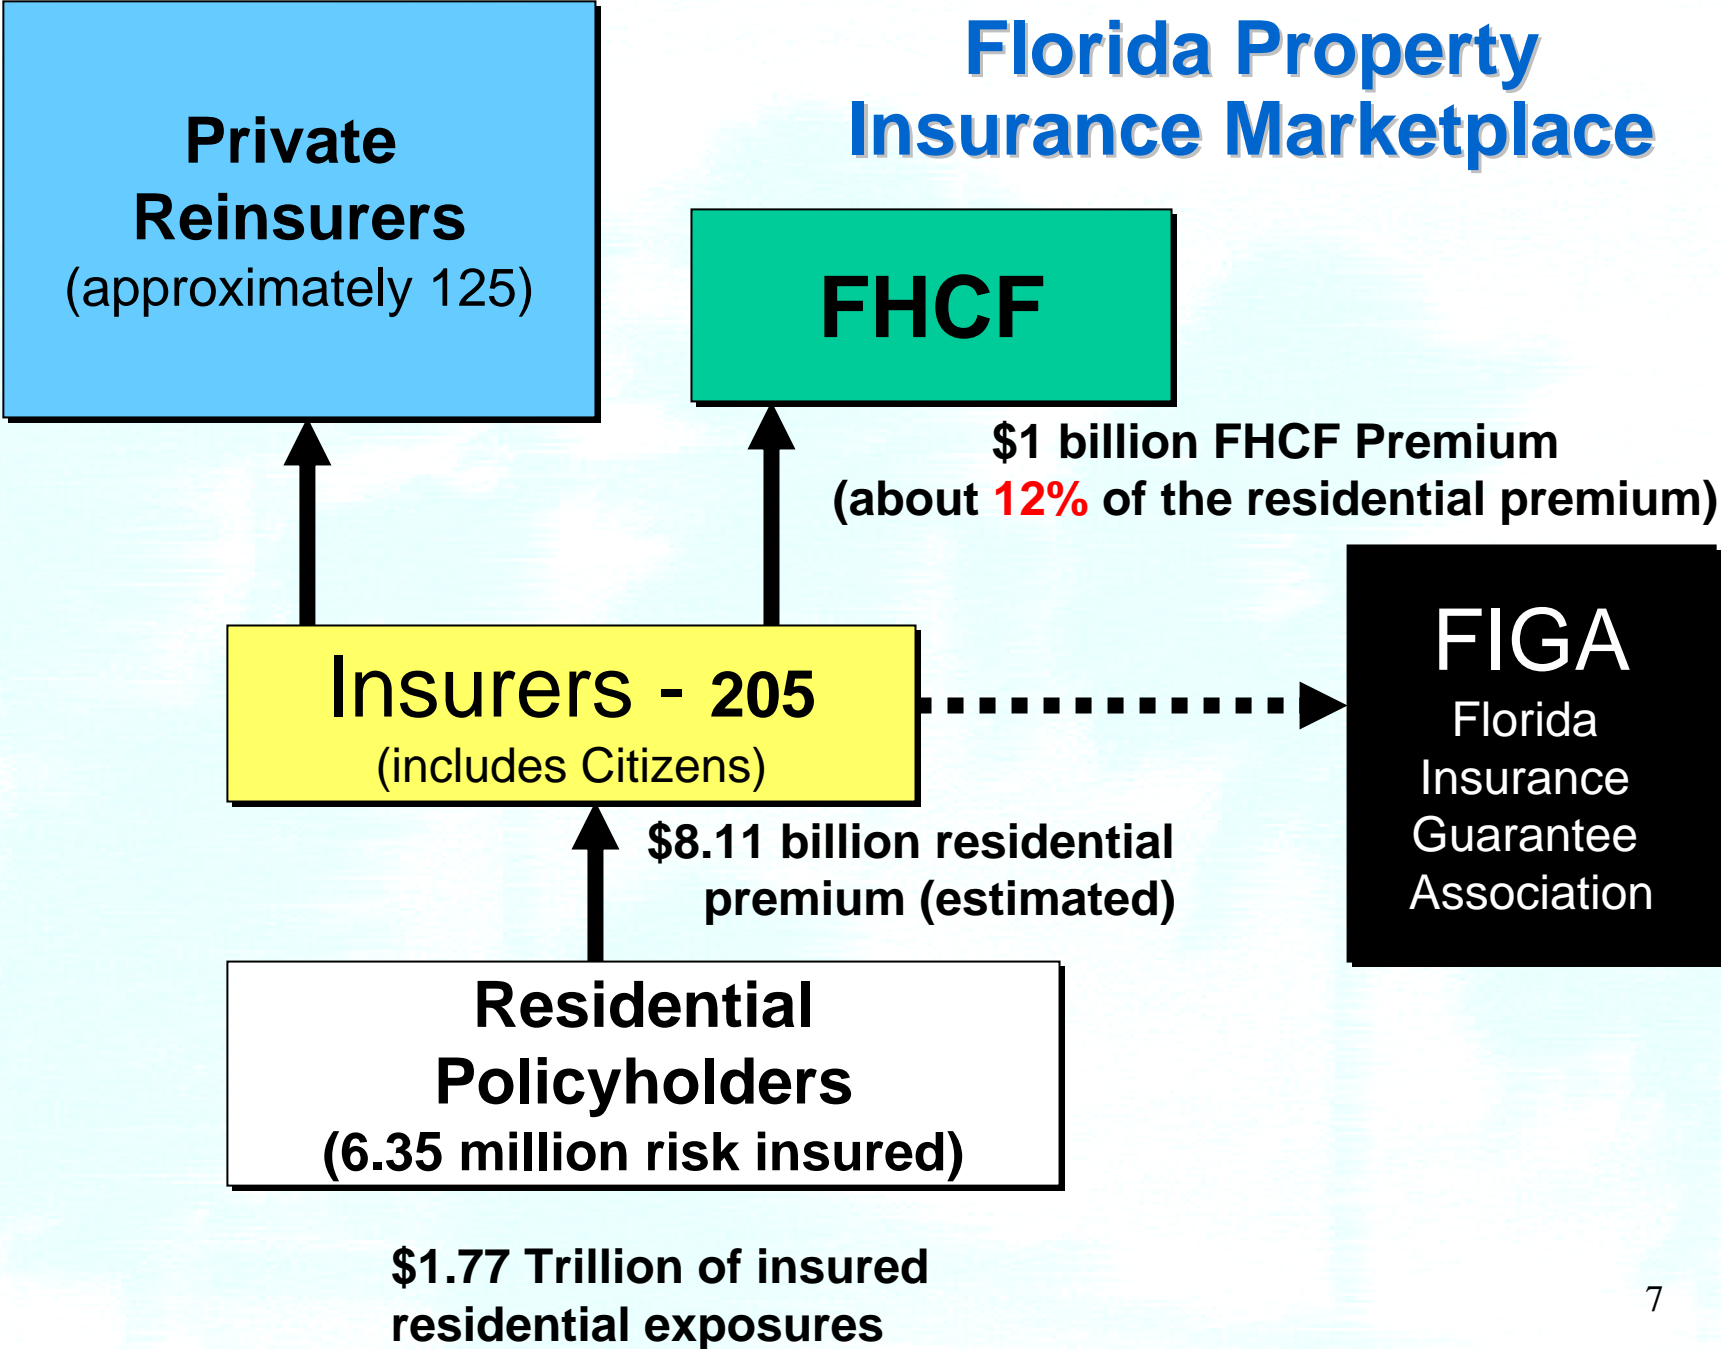 Florida Property
Insurance Marketplace
Private
Reinsurers
(approximately 125)
FHCF
$1 billion FHCF Premium
(about 12% of the residential premium)
Insurers - 205
(includes Citizens)
FIGA
Florida
Insurance
Guarantee
Association
$8.11 billion residential
premium (estimated)
Residential
Policyholders
(6.35 million risk insured)
$1.77 Trillion of insured
residential exposures
7